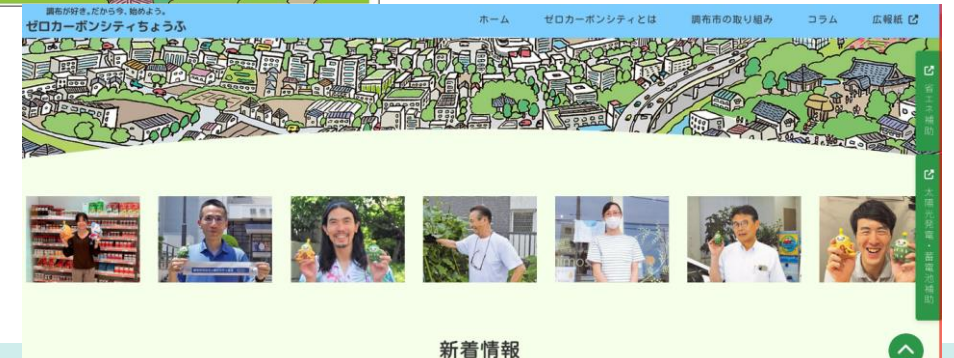 調布が好き。だから今、始めよう。
ゼロカーボンシティちょうふ
ホーム
ゼロカーボンシティとは
調布市の取り組み
コラム
広報紙
省エネ補助
太陽光発電・蓄電池補助
新着情報